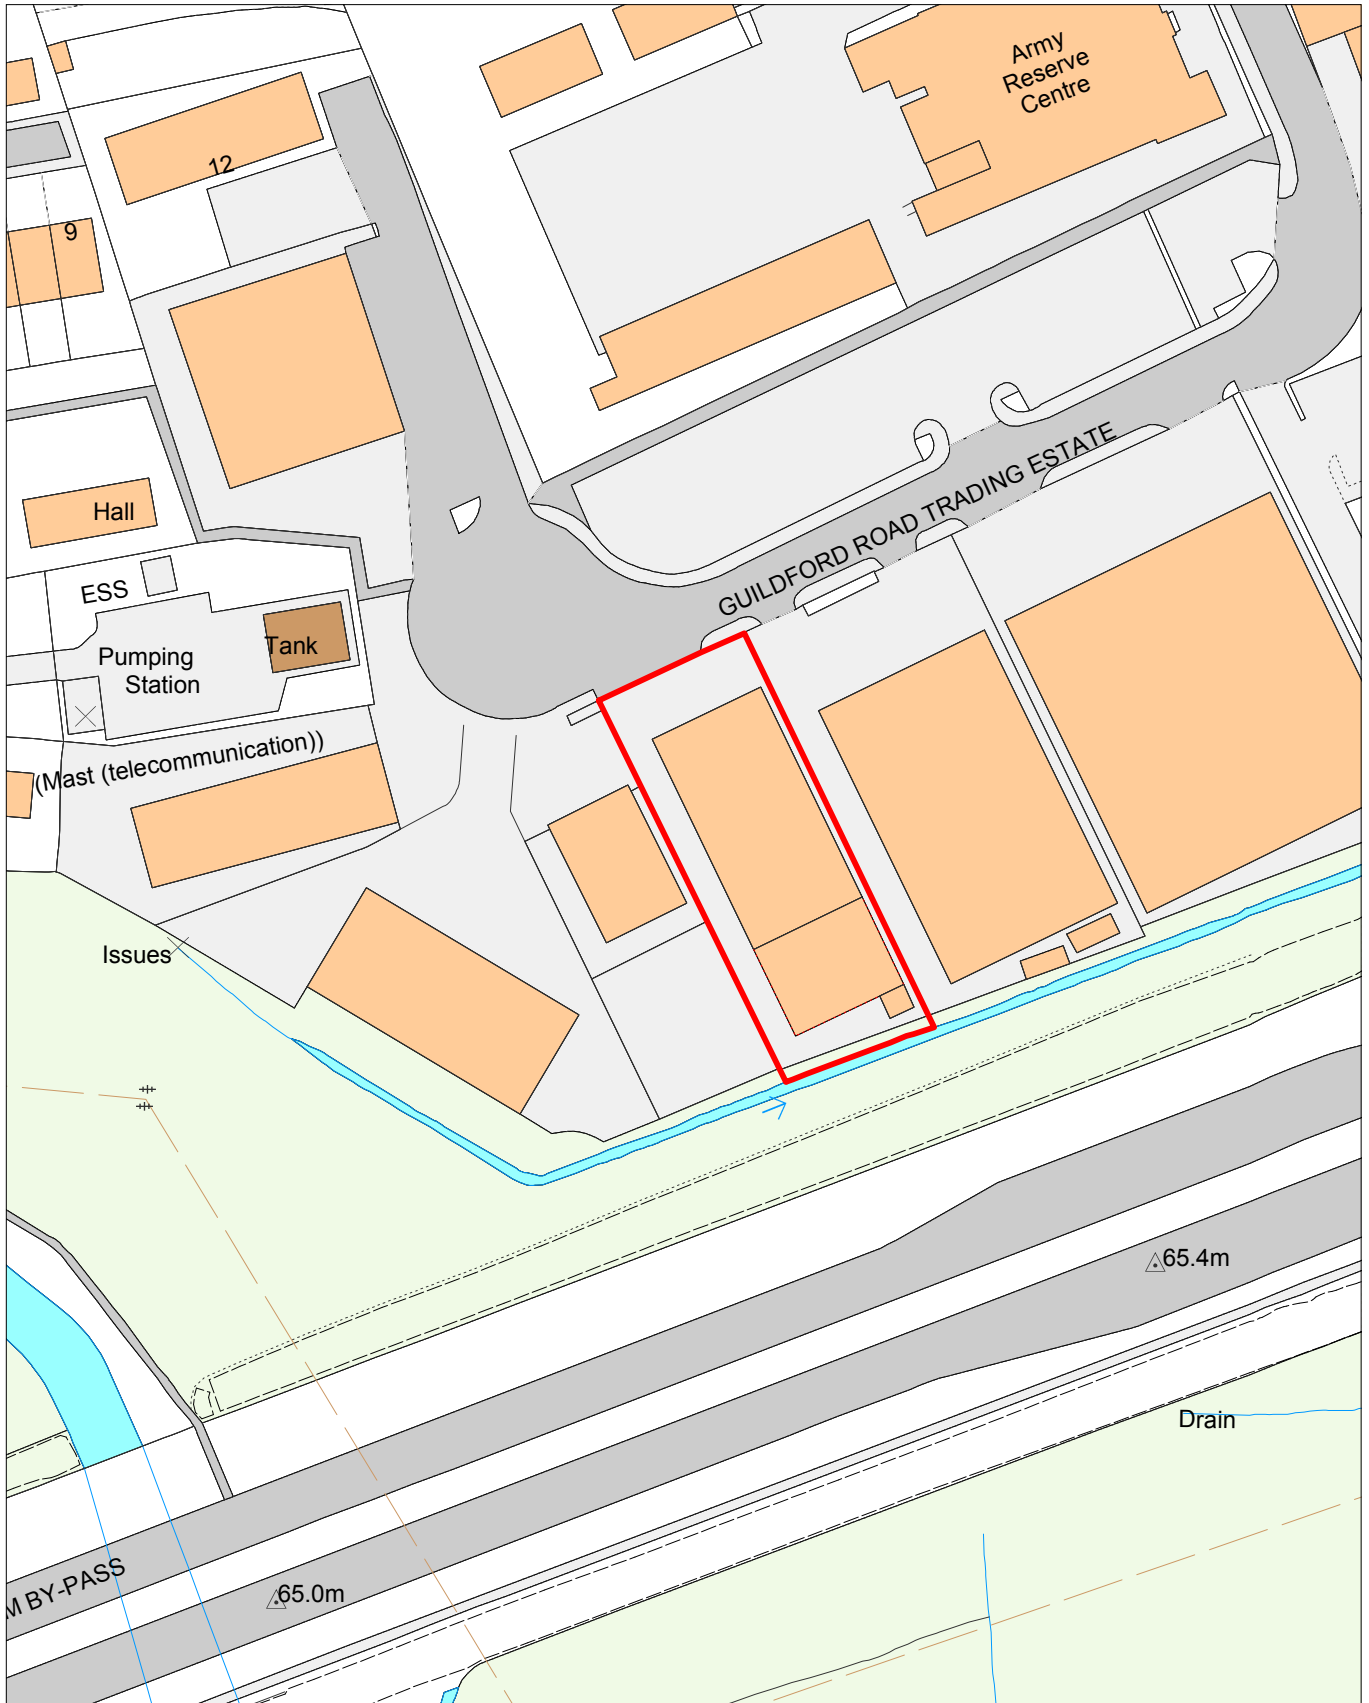 Army
Reserve
Centre
12
9
GUILDFORD ROAD TRADING ESTATE
Hall
ESS
Tank
Pumping
Station
(Mast (telecommunication))
Issues
65.4m
Drain
M BY-PASS
65.0m